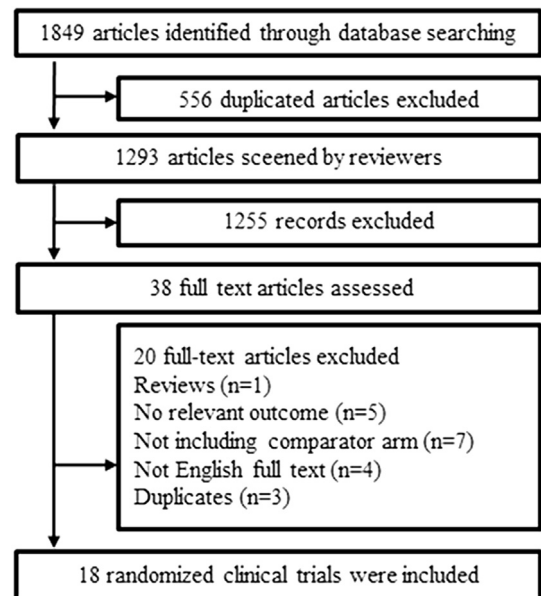 1849 articles identified through database searching
556 duplicated articles excluded
1293 articles sceened by reviewers
1255 records excluded
38 full text articles assessed
20 full-text articles excluded
Reviews (n=1)
No relevant outcome (n=5)
Not including comparator arm (n=7)
Not English full text (n=4)
Duplicates (n=3)
18 randomized clinical trials were included